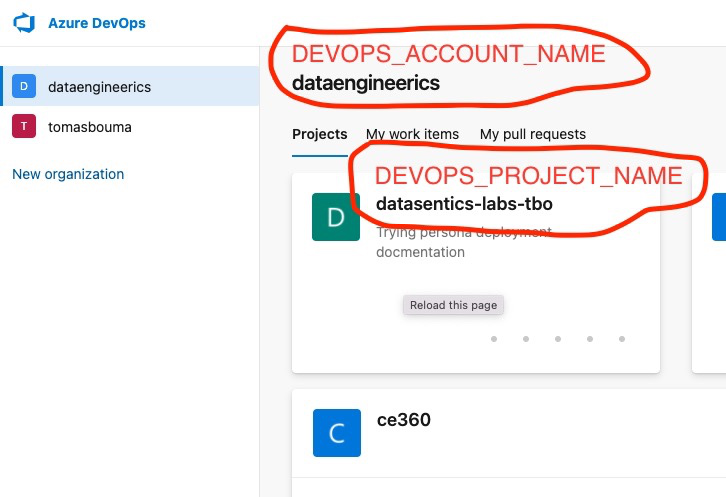 Azure DevOps
D dataengineerics
T tomasbouma
New organization
DEVOPS_ACCOUNT_NAME
dataengineerics
Projects My work items My pull requests
DEVOPS_PROJECT_NAME
D datasentics-labs-tbo
Trying persona deployment
docmentation
Reload this page
C ce360